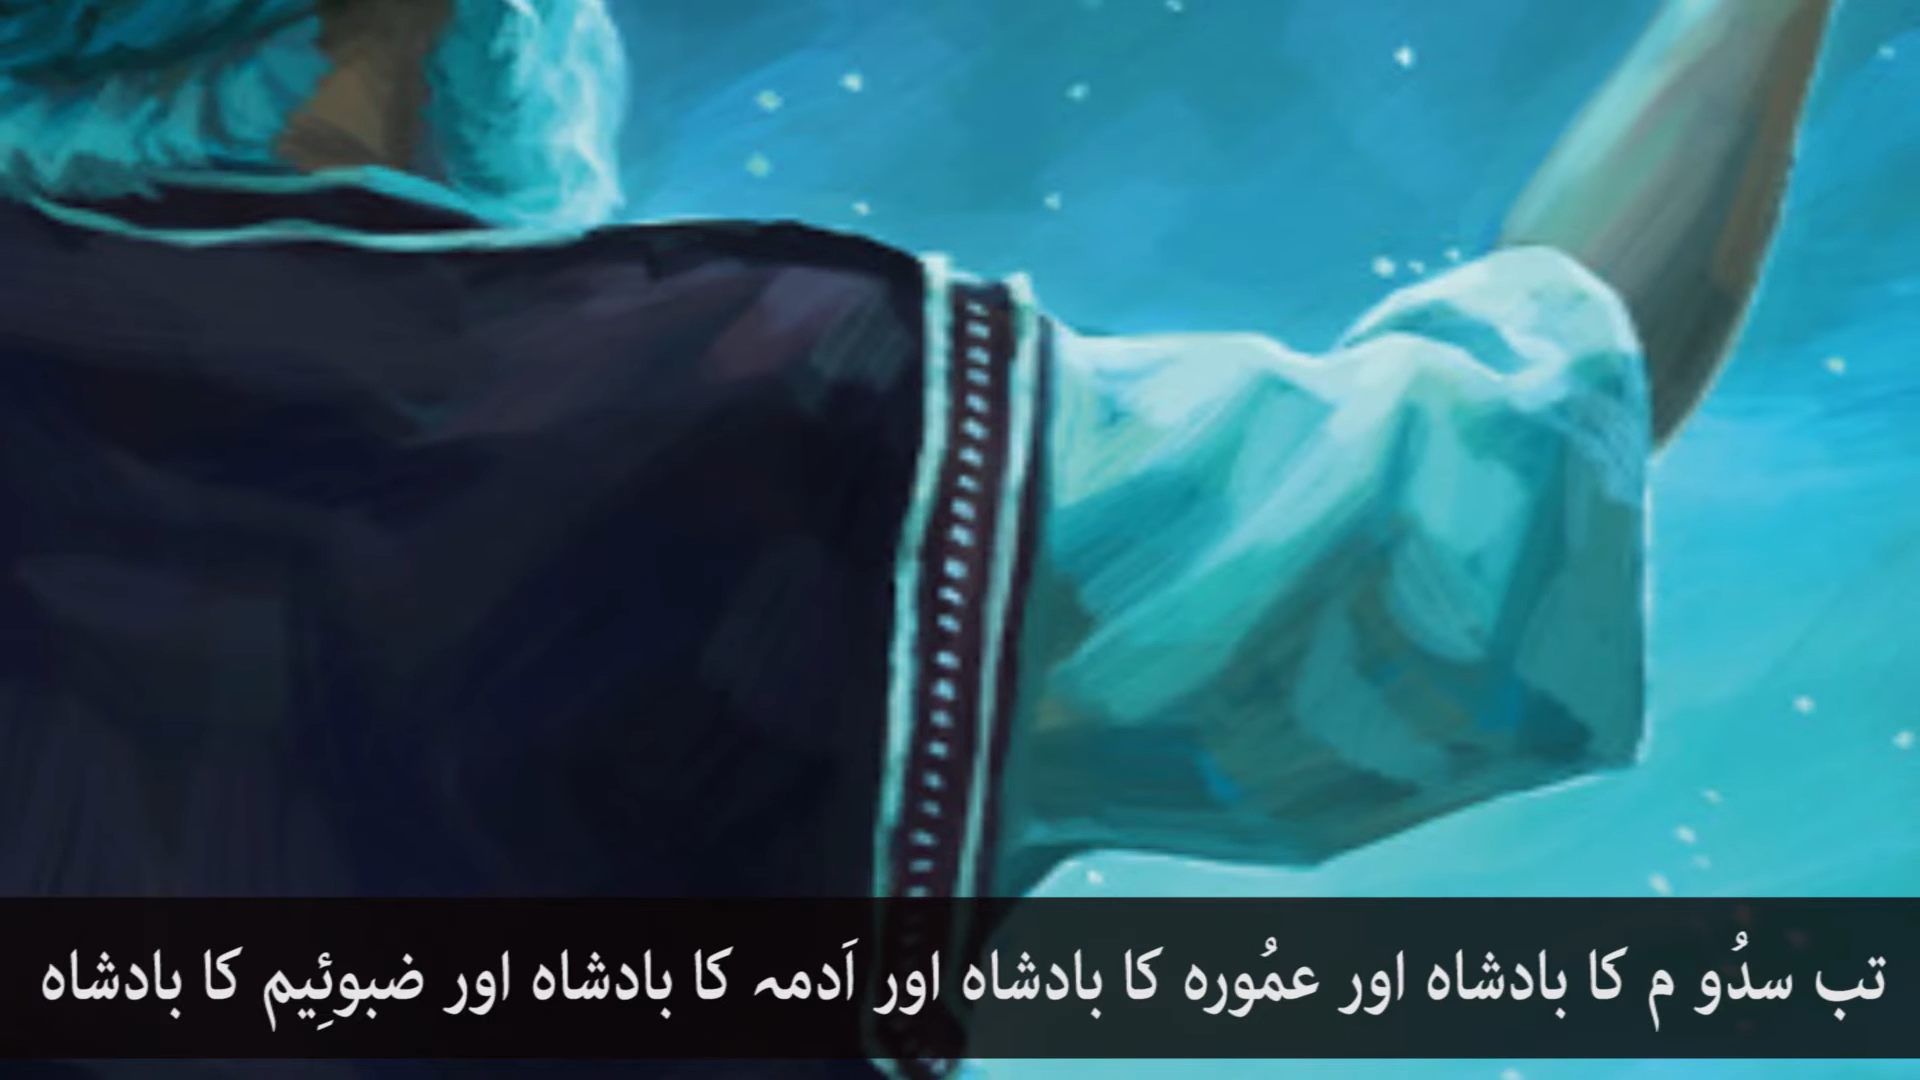 تب سدُو م کا بادشاہ اور عمُورہ کا بادشاہ اور اَدمہ کا بادشاہ اور ضبوئِیم کا بادشاہ